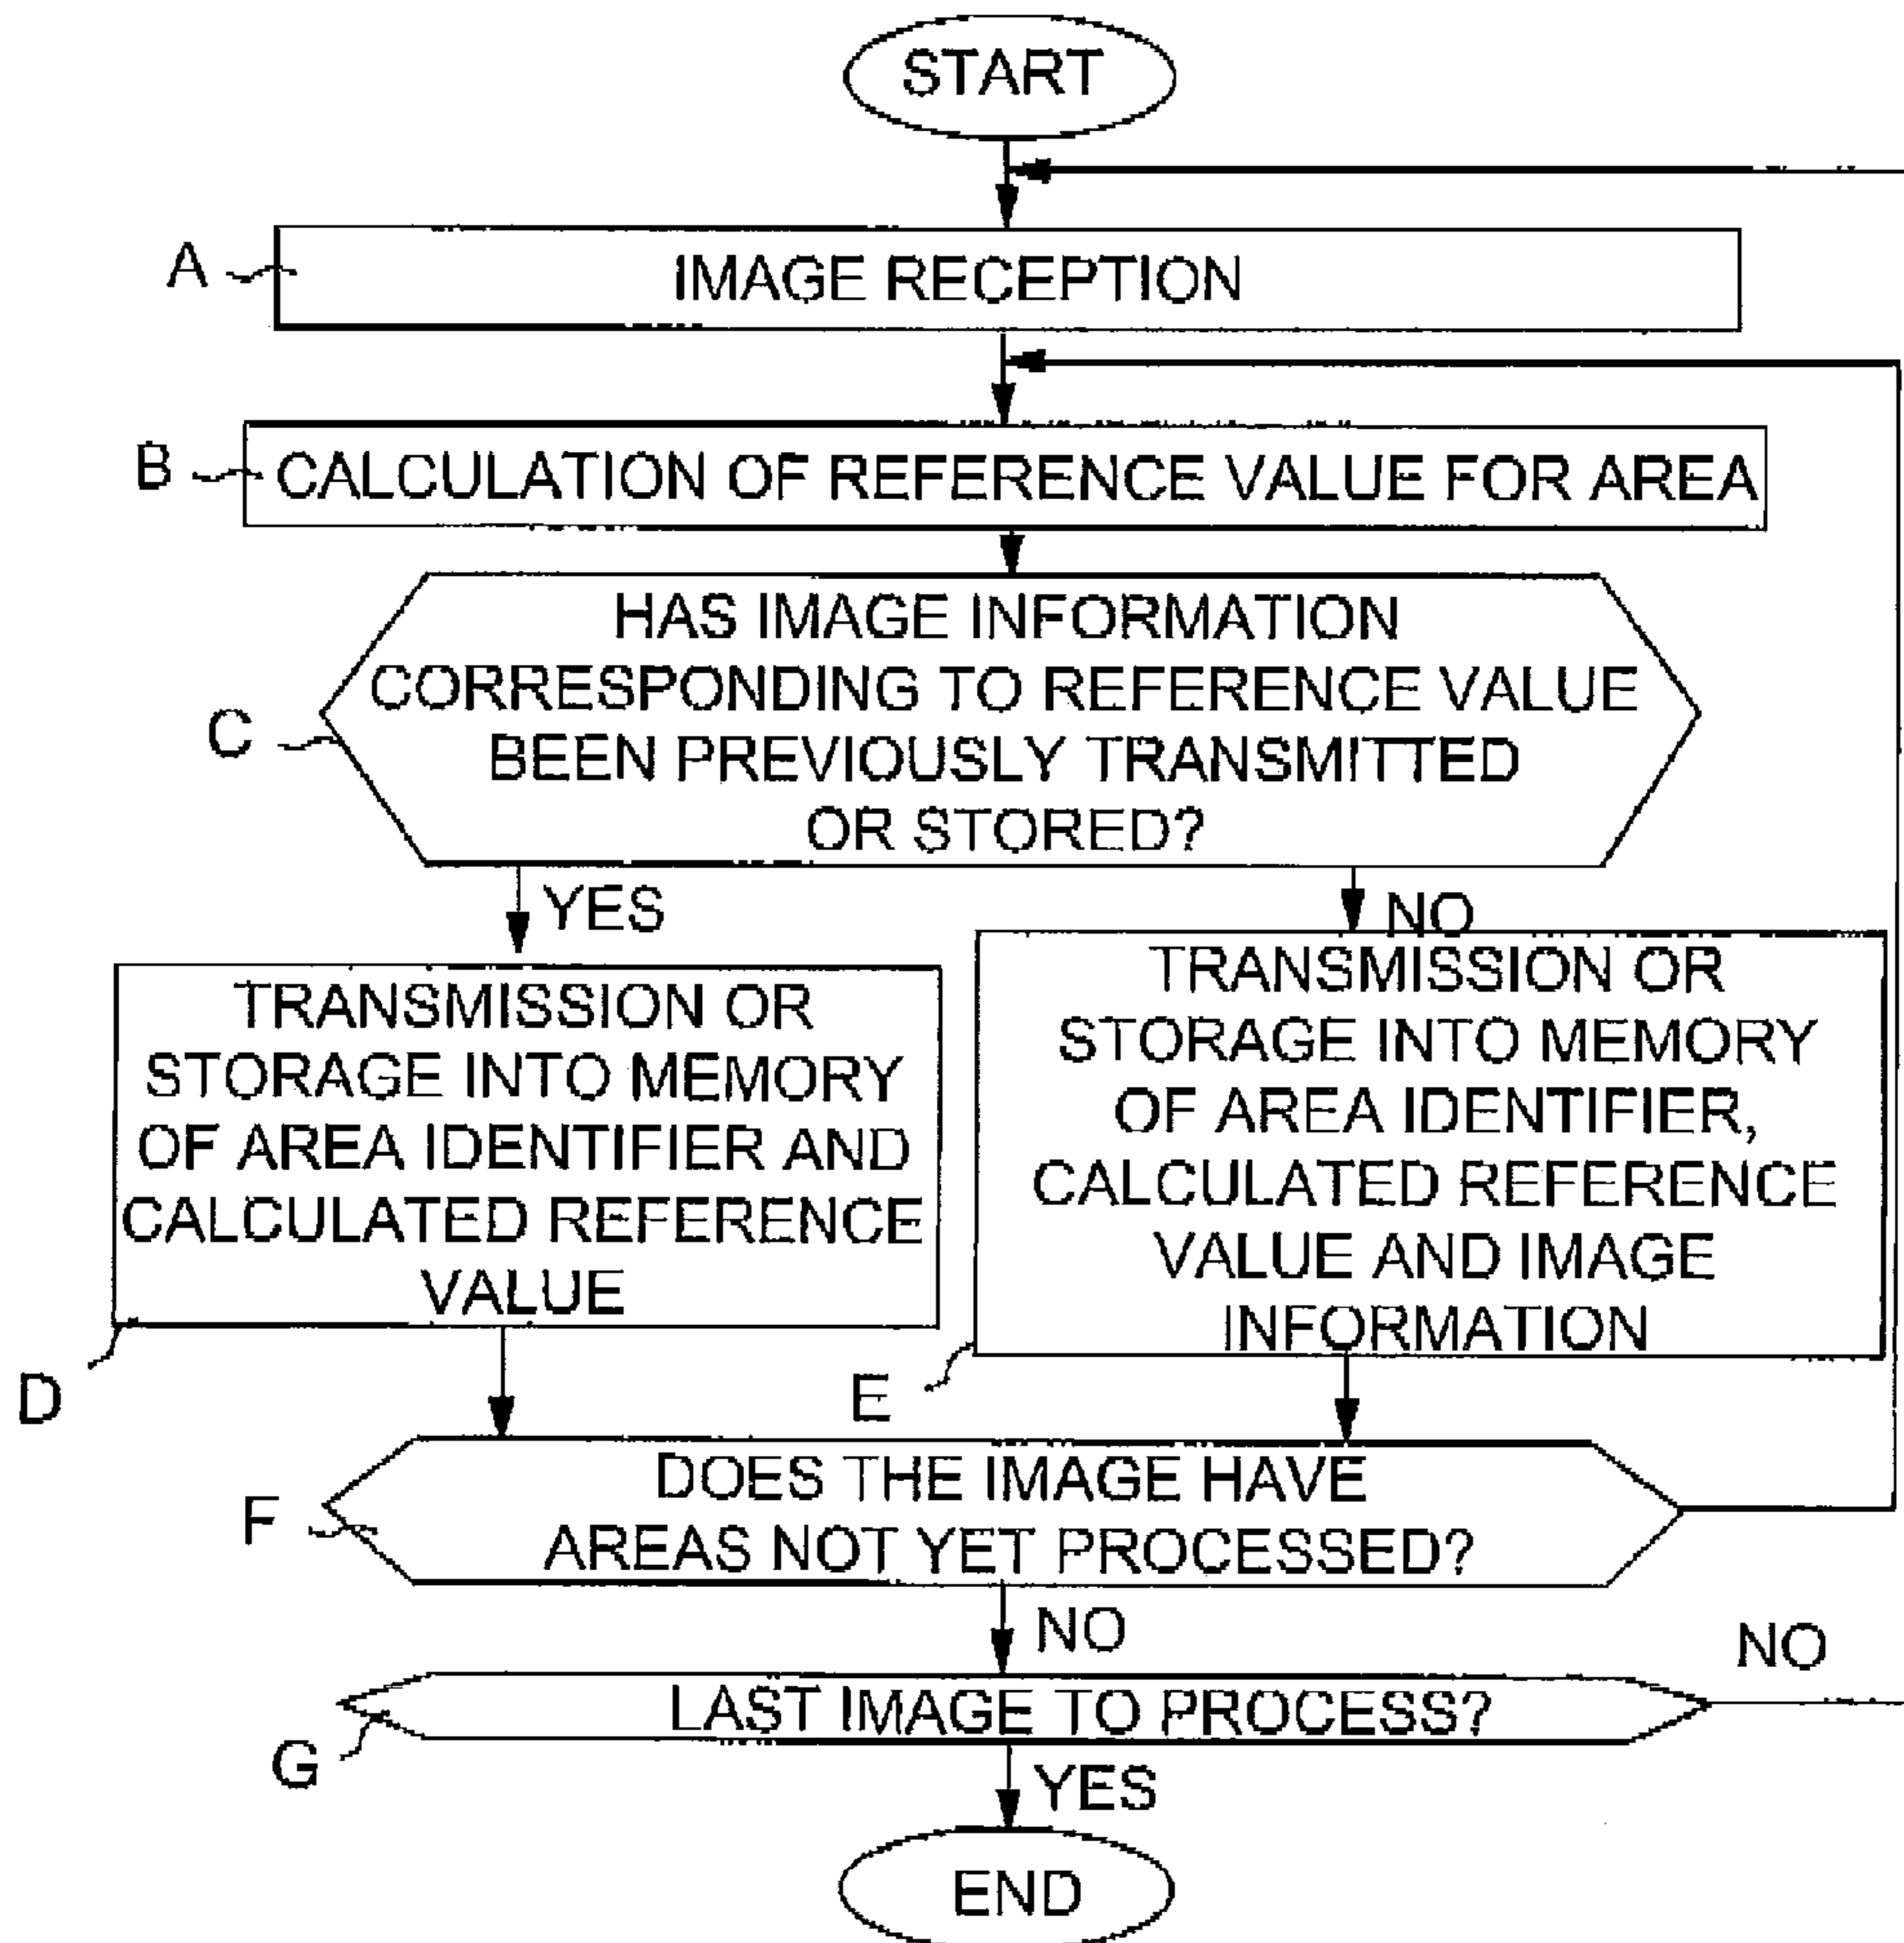 START
A
IMAGE RECEPTION
B
CALCULATION OF REFERENCE VALUE FOR AREA
C
HAS IMAGE INFORMATION
CORRESPONDING TO REFERENCE VALUE
BEEN PREVIOUSLY TRANSMITTED
OR STORED?
YES
NO
TRANSMISSION OR
STORAGE INTO MEMORY
OF AREA IDENTIFIER AND
CALCULATED REFERENCE
VALUE
D
TRANSMISSION OR
STORAGE INTO MEMORY
OF AREA IDENTIFIER,
CALCULATED REFERENCE
VALUE AND IMAGE
INFORMATION
E
F
DOES THE IMAGE HAVE
AREAS NOT YET PROCESSED?
NO
NO
LAST IMAGE TO PROCESS?
G
YES
END